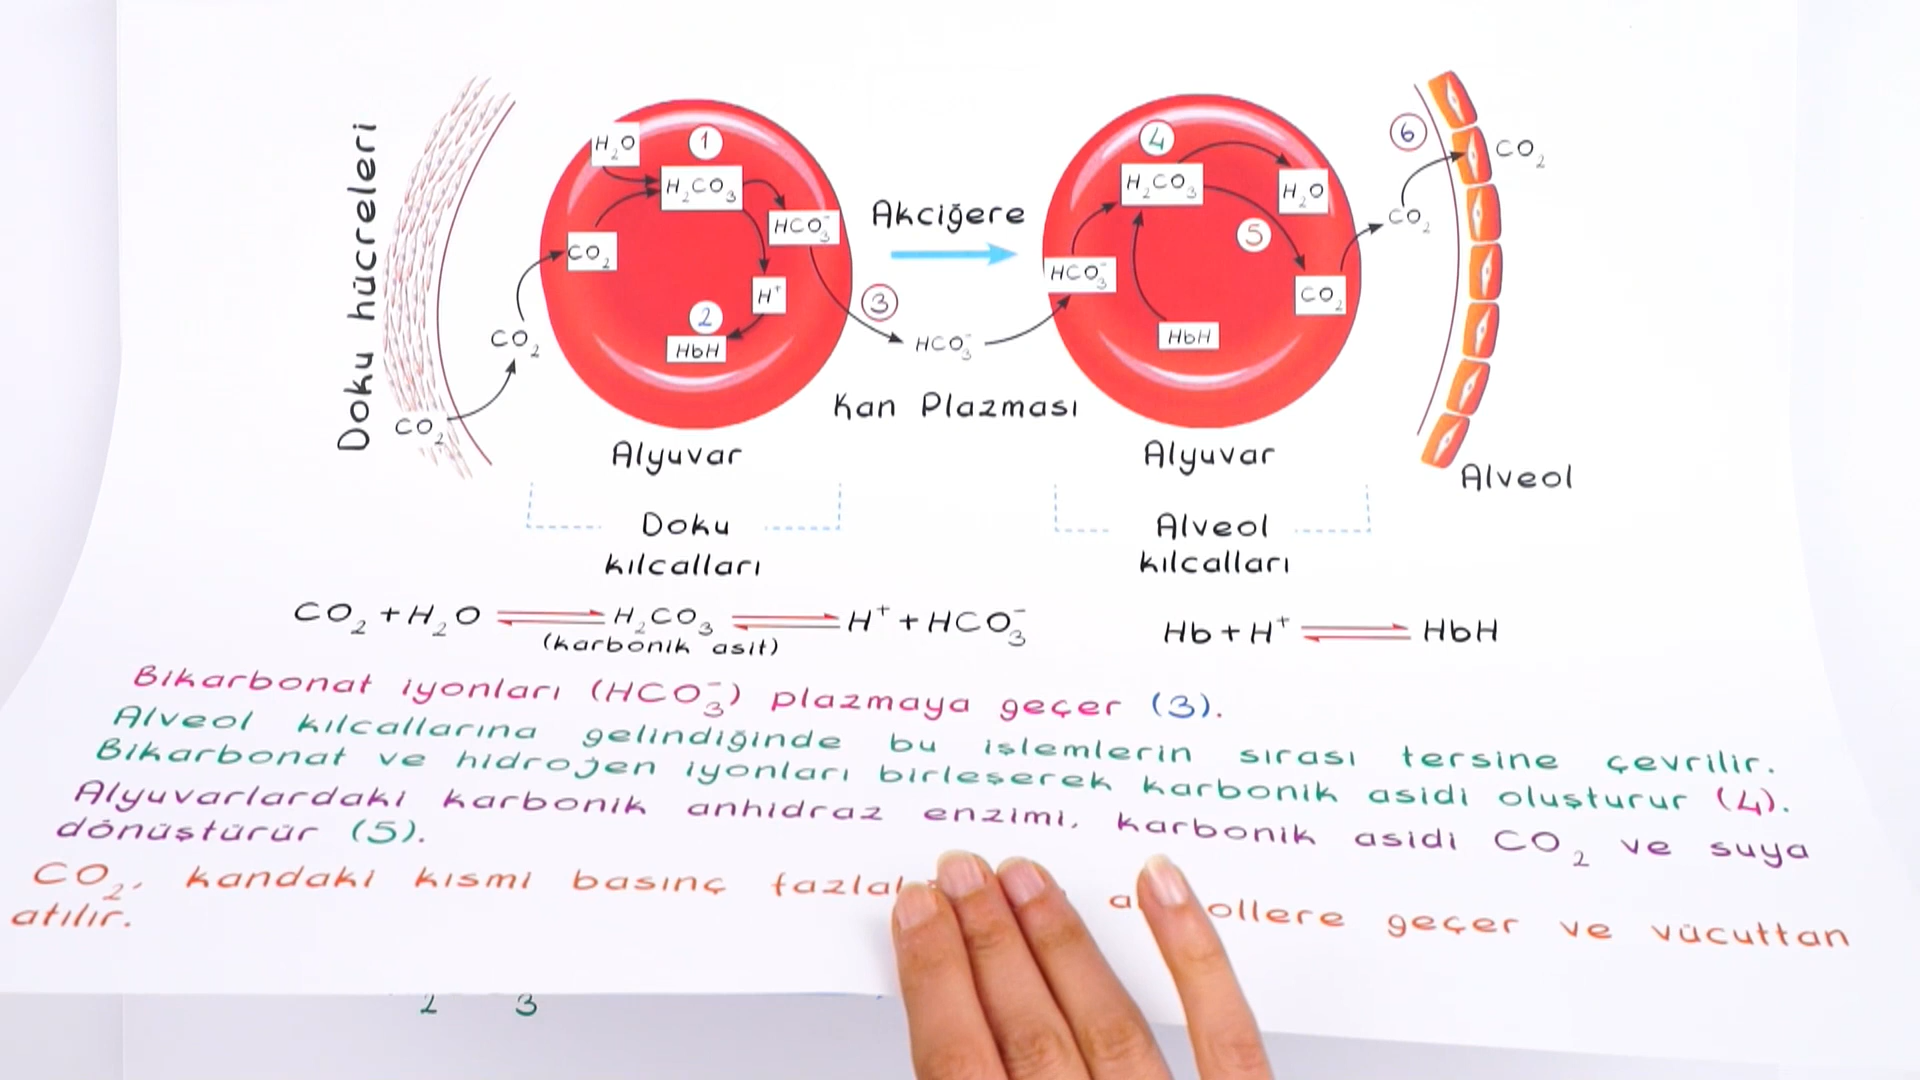 Doku hücreleri
CO2
CO2
H2O
1
H2CO3
HCO3-
CO2
H+
2
HbH
3
Akciğere
HCO3-
Kan Plazması
4
H2CO3
H2O
5
HCO3-
CO2
HbH
6
CO2
CO2
Alveol
Alyuvar
Alyuvar
Doku
kılcalları
Alveol
kılcalları
CO2 + H2O ⇌ H2CO3 ⇌ H+ + HCO3-
(karbonik asit)
Hb + H+ ⇌ HbH
Bikarbonat iyonları (HCO3-) plazmaya geçer (3).
Alveol kılcallarına gelindiğinde bu işlemlerin sırası tersine çevrilir.
Bikarbonat ve hidrojen iyonları birleşerek karbonik asidi oluşturur (4).
Alyuvarlardaki karbonik anhidraz enzimi, karbonik asidi CO2 ve suya
dönüştürür (5).
CO2, kandaki kısmi basınç geçer ve vücuttan
atılır.
2 3